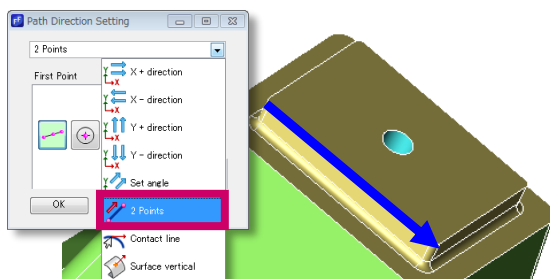 Path Direction Setting
2 Points
First Point
X + direction
X - direction
Y + direction
Y - direction
Set angle
OK
2 Points
Contact line
Surface vertical